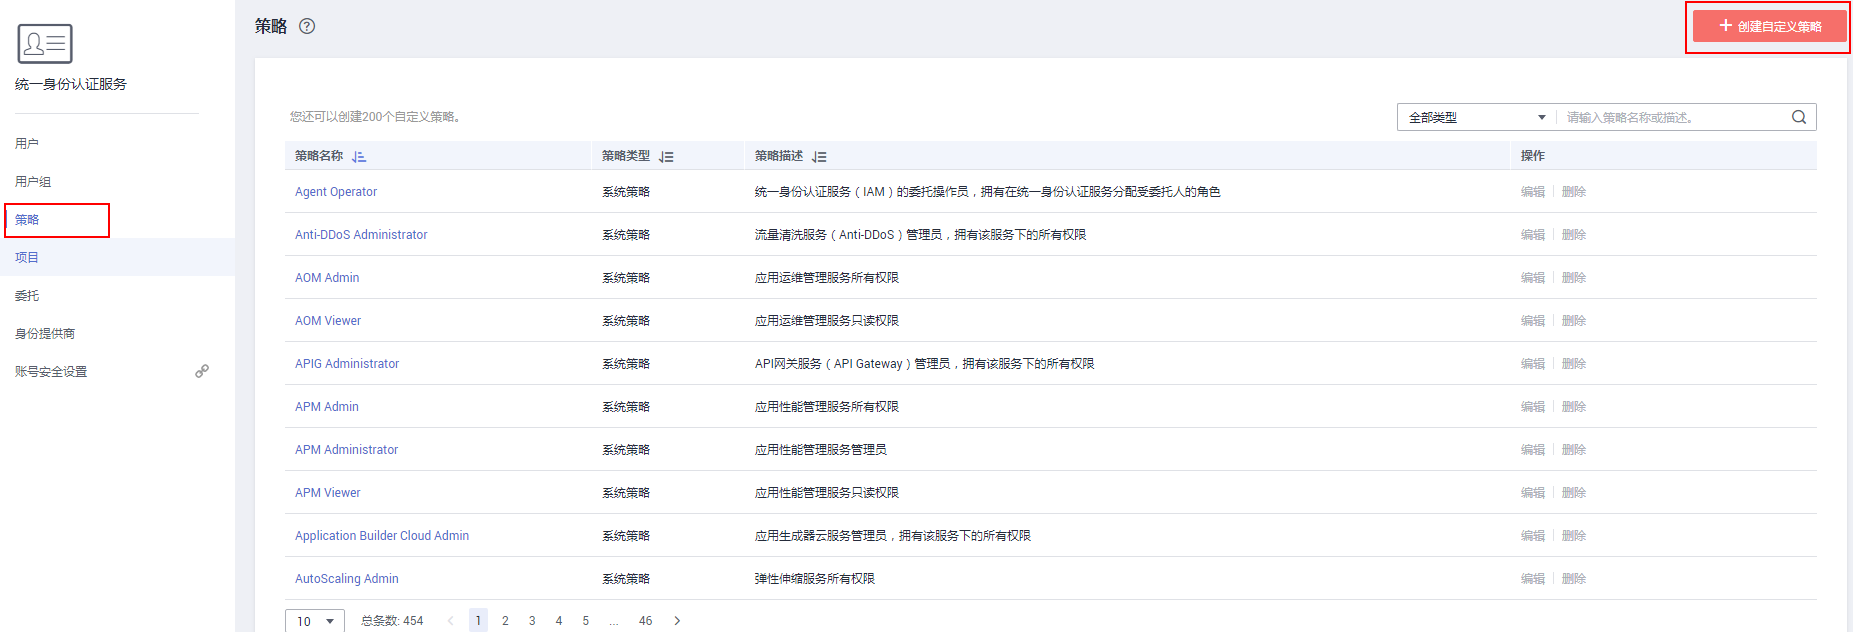 统一身份认证服务
用户
用户组
策略
项目
委托
身份提供商
账号安全设置
策略 ?
+ 创建自定义策略
您还可以创建200个自定义策略。
全部类型 请输入策略名称或描述。
策略名称 策略类型 策略描述 操作
Agent Operator 系统策略 统一身份认证服务（IAM）的委托操作员，拥有在统一身份认证服务分配受委托人的角色 编辑 删除
Anti-DDoS Administrator 系统策略 流量清洗服务（Anti-DDoS）管理员，拥有该服务下的所有权限 编辑 删除
AOM Admin 系统策略 应用运维管理服务所有权限 编辑 删除
AOM Viewer 系统策略 应用运维管理服务只读权限 编辑 删除
APIG Administrator 系统策略 API网关服务（API Gateway）管理员，拥有该服务下的所有权限 编辑 删除
APM Admin 系统策略 应用性能管理服务所有权限 编辑 删除
APM Administrator 系统策略 应用性能管理服务管理员 编辑 删除
APM Viewer 系统策略 应用性能管理服务只读权限 编辑 删除
Application Builder Cloud Admin 系统策略 应用生成器云服务管理员，拥有该服务下的所有权限 编辑 删除
AutoScaling Admin 系统策略 弹性伸缩服务所有权限 编辑 删除
10 总条数: 454 < 1 2 3 4 5 ... 46 >